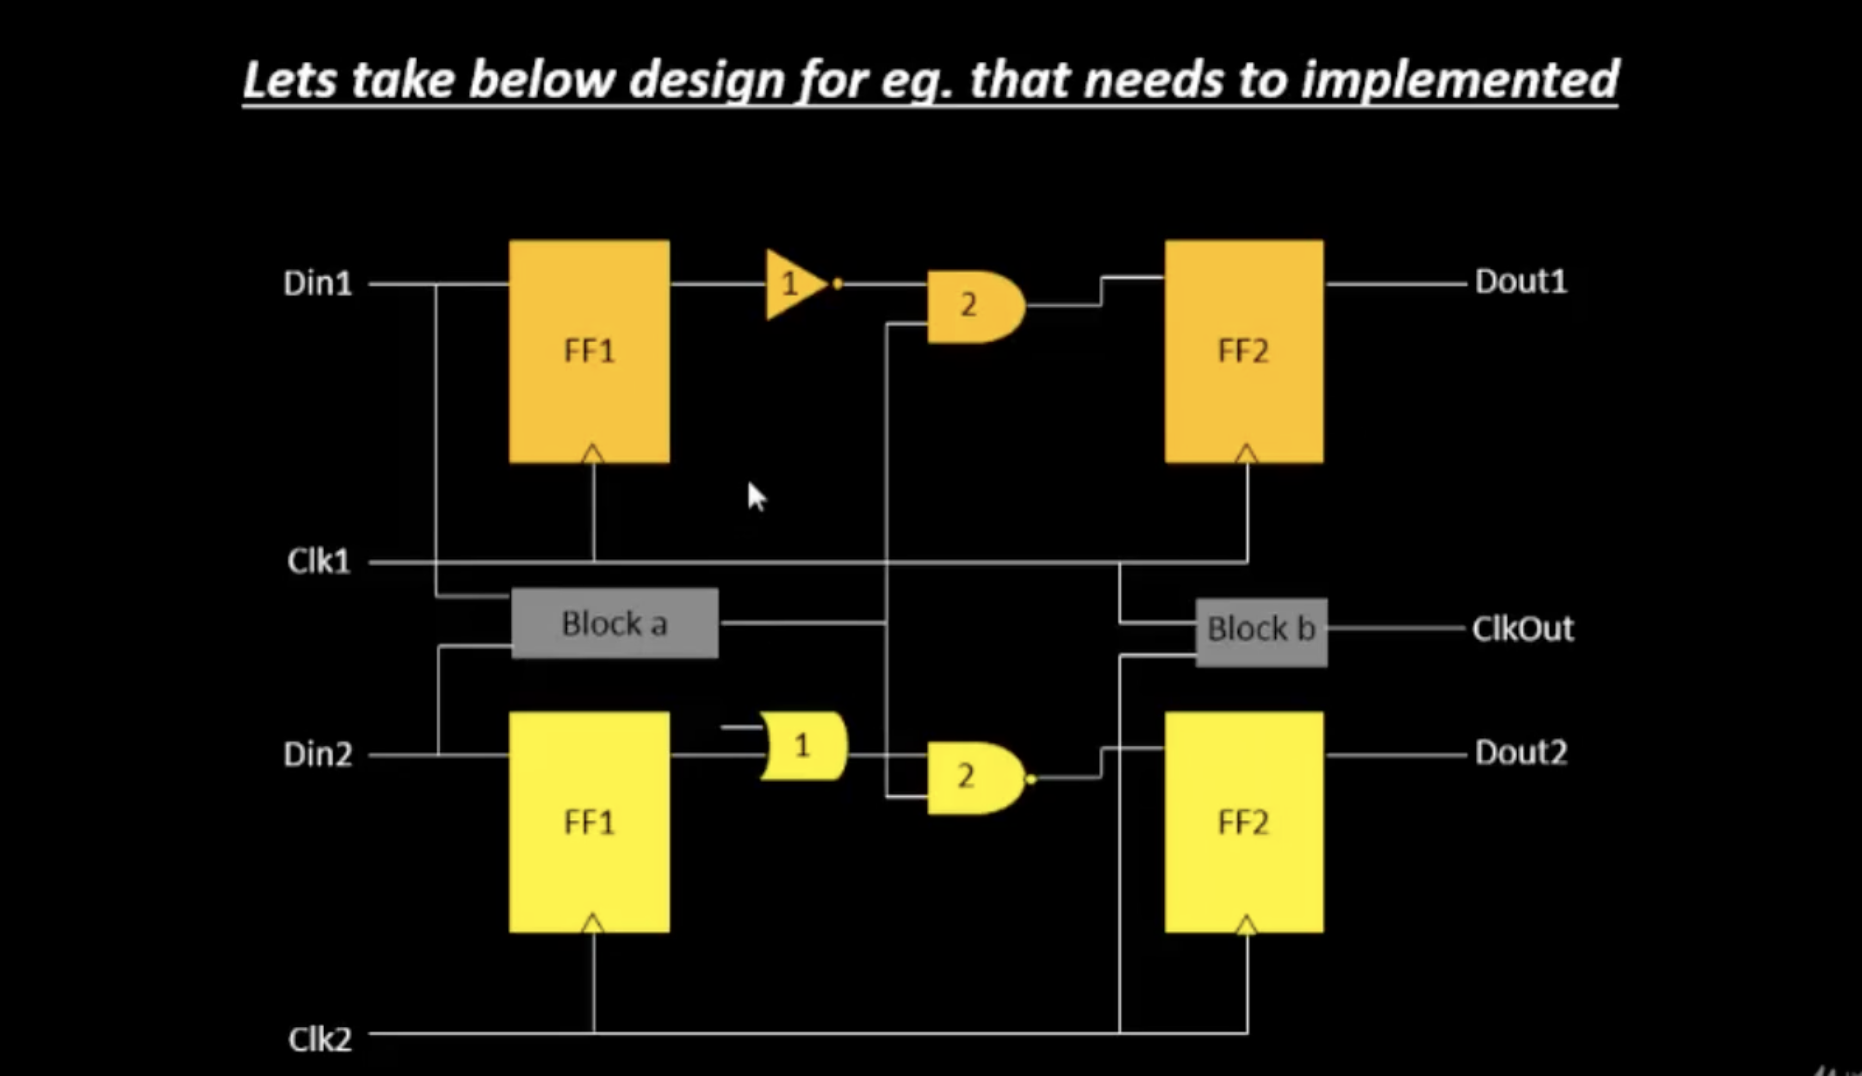 Lets take below design for eg. that needs to implemented
Din1
FF1
1
2
FF2
Dout1
Clk1
Block a
Block b
ClkOut
Din2
FF1
1
2
FF2
Dout2
Clk2